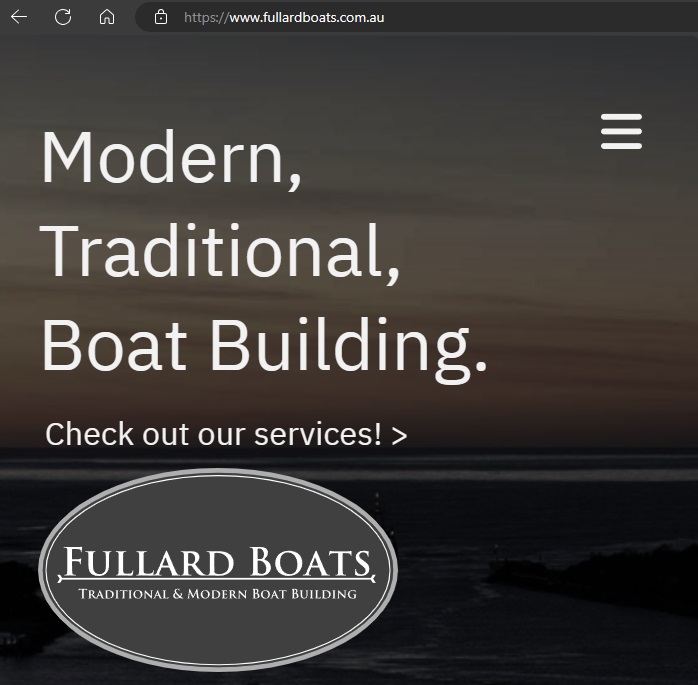 https://www.fullardboats.com.au
Modern,
Traditional,
Boat Building.
Check out our services! >
FULLARD BOATS
TRADITIONAL & MODERN BOAT BUILDING